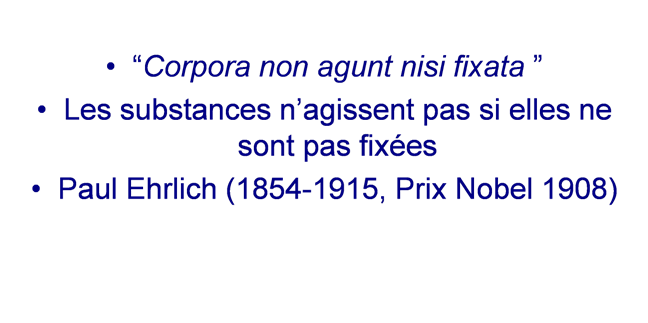 • “Corpora non agunt nisi fixata ”
• Les substances n’agissent pas si elles ne
sont pas fixées
• Paul Ehrlich (1854-1915, Prix Nobel 1908)